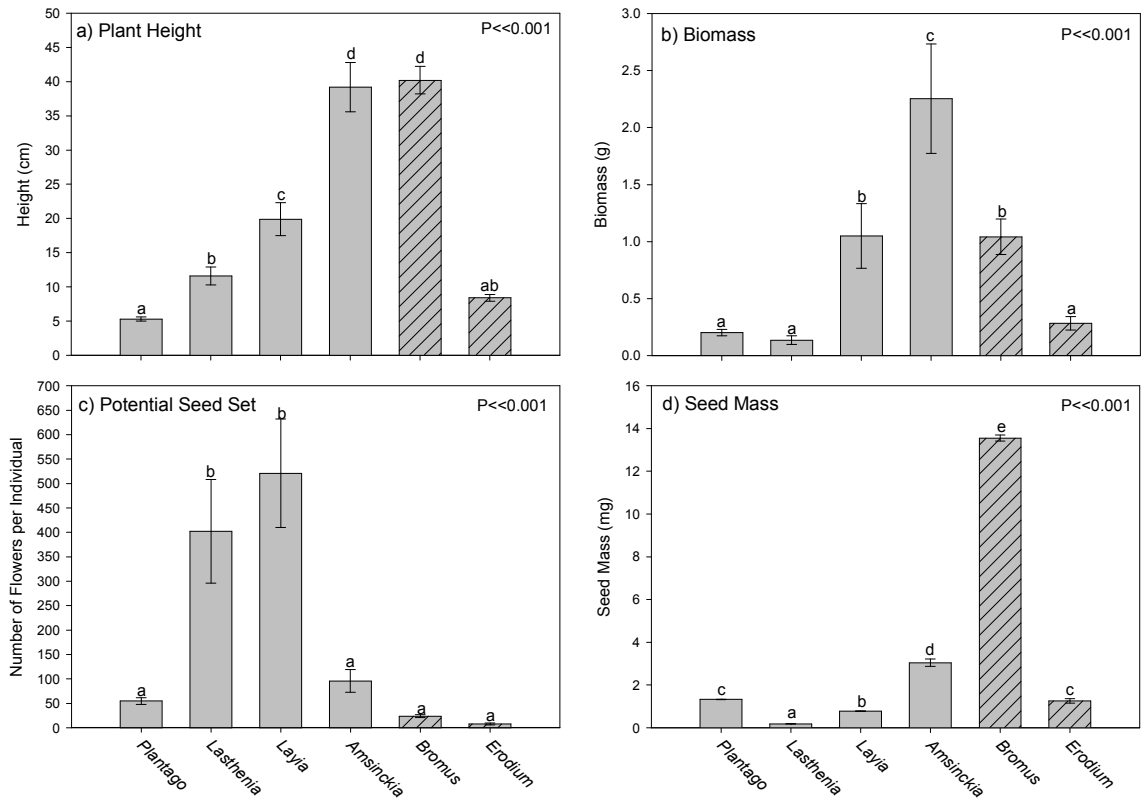 a) Plant Height
P<<0.001
50
45
40
35
30
25
20
15
10
5
0
Height (cm)
a
b
c
d
d
ab
b) Biomass
P<<0.001
3.0
2.5
2.0
1.5
1.0
0.5
0.0
Biomass (g)
a
a
b
c
b
a
c) Potential Seed Set
P<<0.001
700
650
600
550
500
450
400
350
300
250
200
150
100
50
0
Number of Flowers per Individual
a
b
b
a
a
a
Plantago
Lasthenia
Layia
Amsinckia
Bromus
Erodium
d) Seed Mass
P<<0.001
16
14
12
10
8
6
4
2
0
Seed Mass (mg)
c
a
b
d
e
c
Plantago
Lasthenia
Layia
Amsinckia
Bromus
Erodium